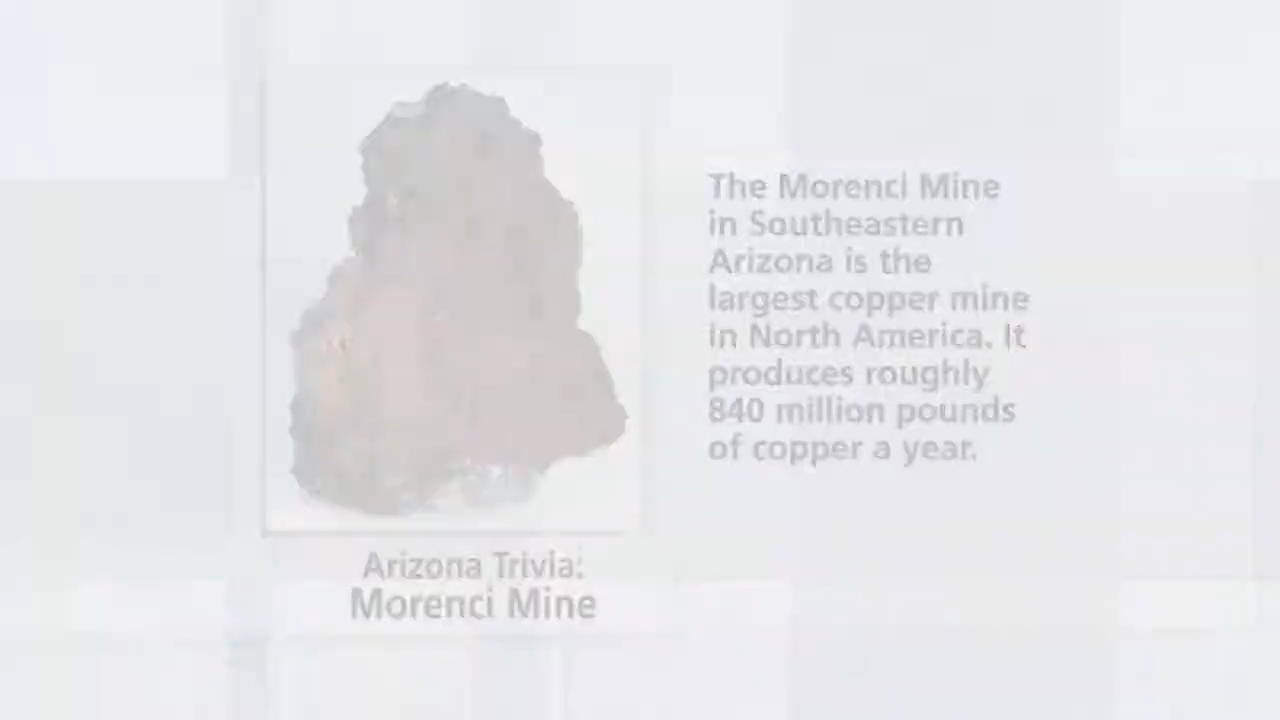 The Morenci Mine
in Southeastern
Arizona is the
largest copper mine
in North America. It
produces roughly
840 million pounds
of copper a year.
Arizona Trivia:
Morenci Mine